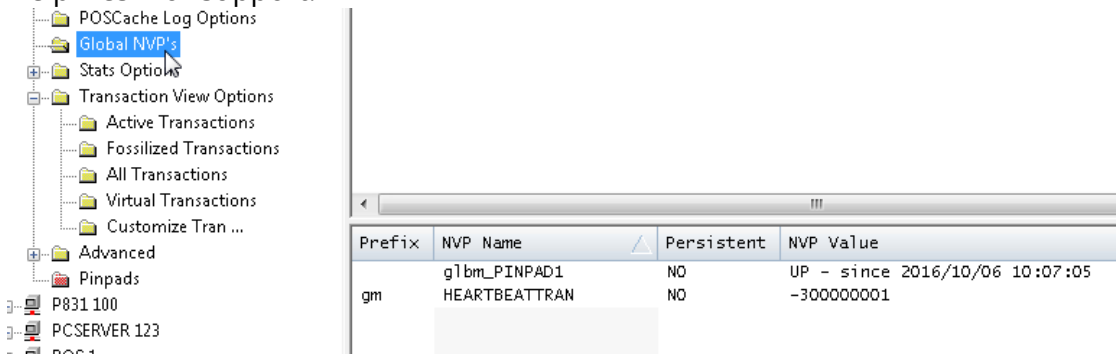 POSCache Log Options
Global NVP's
Stats Options
Transaction View Options
Active Transactions
Fossilized Transactions
All Transactions
Virtual Transactions
Customize Tran ...
Advanced
Pinpads
P831 100
PCSERVER 123
Prefix NVP Name Persistent NVP Value
glbm_PINPAD1 NO UP - since 2016/10/06 10:07:05
gm HEARTBEATTRAN NO -300000001